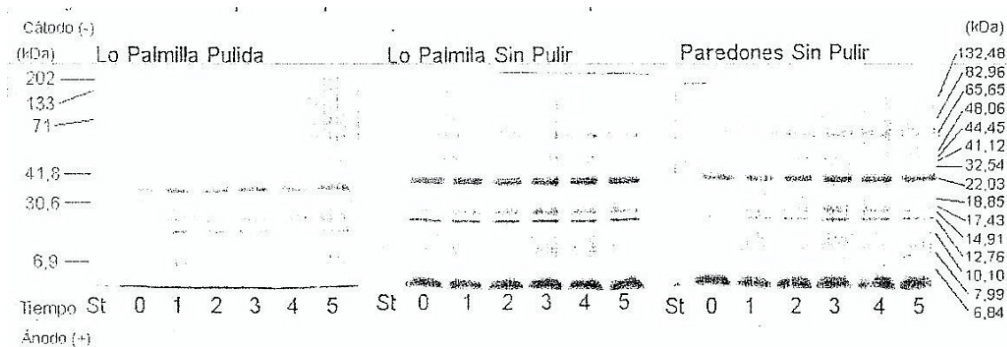 Cátodo (-)
(kDa)
Lo Palmilla Pulida
Lo Palmila Sin Pulir
Paredones Sin Pulir
(kDa)
202
133
71
41,8
30,6
6,9
132,48
82,96
65,65
48,06
44,45
41,12
32,54
22,03
18,85
17,43
14,91
12,76
10,10
7,99
6,84
Tiempo St 0 1 2 3 4 5 St 0 1 2 3 4 5 St 0 1 2 3 4 5
Ánodo (+)